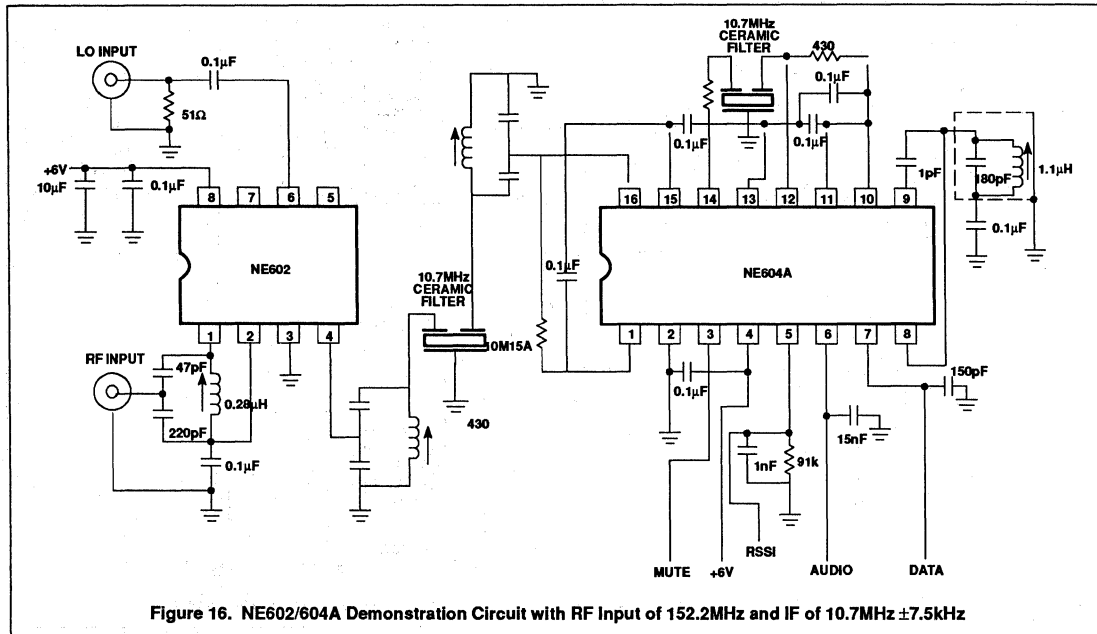 LO INPUT
0.1µF
51Ω
+6V
10µF
0.1µF
8
7
6
5
NE602
1
2
3
4
RF INPUT
47pF
0.28µH
220pF
0.1µF
10.7MHz
CERAMIC
FILTER
10M15A
430
10.7MHz
CERAMIC
FILTER
430
0.1µF
0.1µF
0.1µF
0.1µF
1pF
180pF
1.1µH
0.1µF
16
15
14
13
12
11
10
9
NE604A
1
2
3
4
5
6
7
8
0.1µF
1nF
91k
15nF
150pF
MUTE
+6V
RSSI
AUDIO
DATA
Figure 16. NE602/604A Demonstration Circuit with RF Input of 152.2MHz and IF of 10.7MHz ±7.5kHz